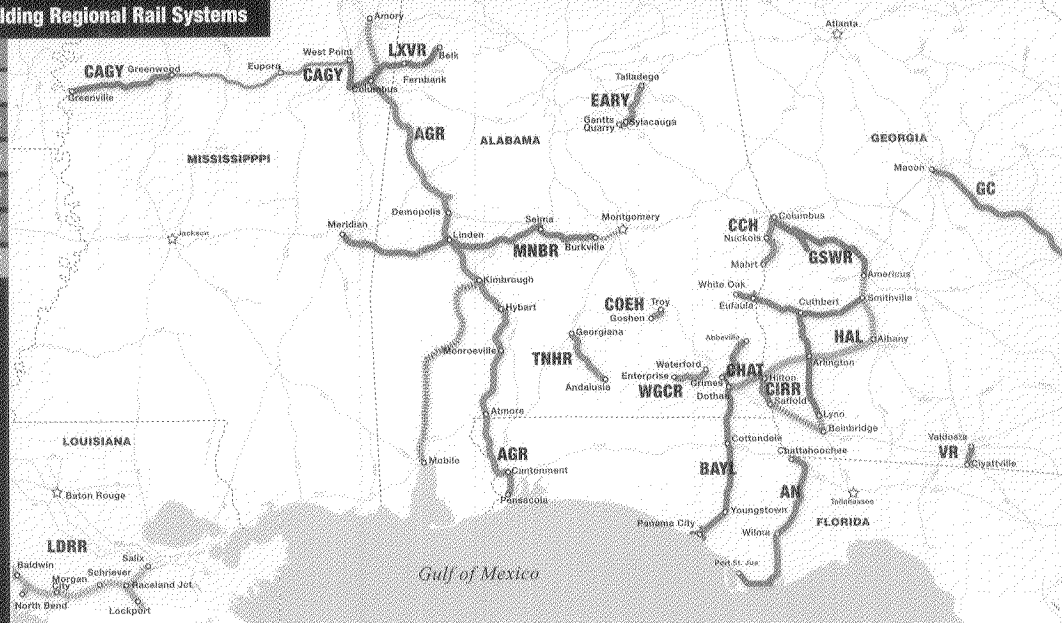 lding Regional Rail Systems
Amory
Atlanta
West Point
LXVR
Belk
CAGY
Greenwood
Eupora
CAGY
Fernbank
Columbus
Greenville
Talladega
EARY
Gantts
Quarry
Sylacauga
AGR
ALABAMA
GEORGIA
MISSISSIPPPI
Macon
GC
Demopolis
Selma
Montgomery
Columbus
CCH
Meridian
Jackson
Linden
Burkville
Nuckols
MNBR
GSWR
Mahrt
Americus
Kimbrough
White Oak
Smithville
COEH
Troy
Eufaula
Cuthbert
Hybart
Goshen
Georgiana
Abbeville
HAL
Albany
Monroeville
TNHR
Waterford
Arlington
Enterprise
CHAT
Hilton
Andalusia
Grimes
WGCR
CIRR
Dothan
Saffold
Atmore
Lynn
Bainbridge
LOUISIANA
Cottondale
Valdosta
Chattahoochee
VR
Mobile
AGR
Clyattville
Cantonment
BAYL
AN
Baton Rouge
Pensacola
Tallahassee
Youngstown
Panama City
FLORIDA
Wilma
LDRR
Salix
Baldwin
Port St. Joe
Schriever
Morgan
City
Gulf of Mexico
Raceland Jct.
North Bend
Lockport